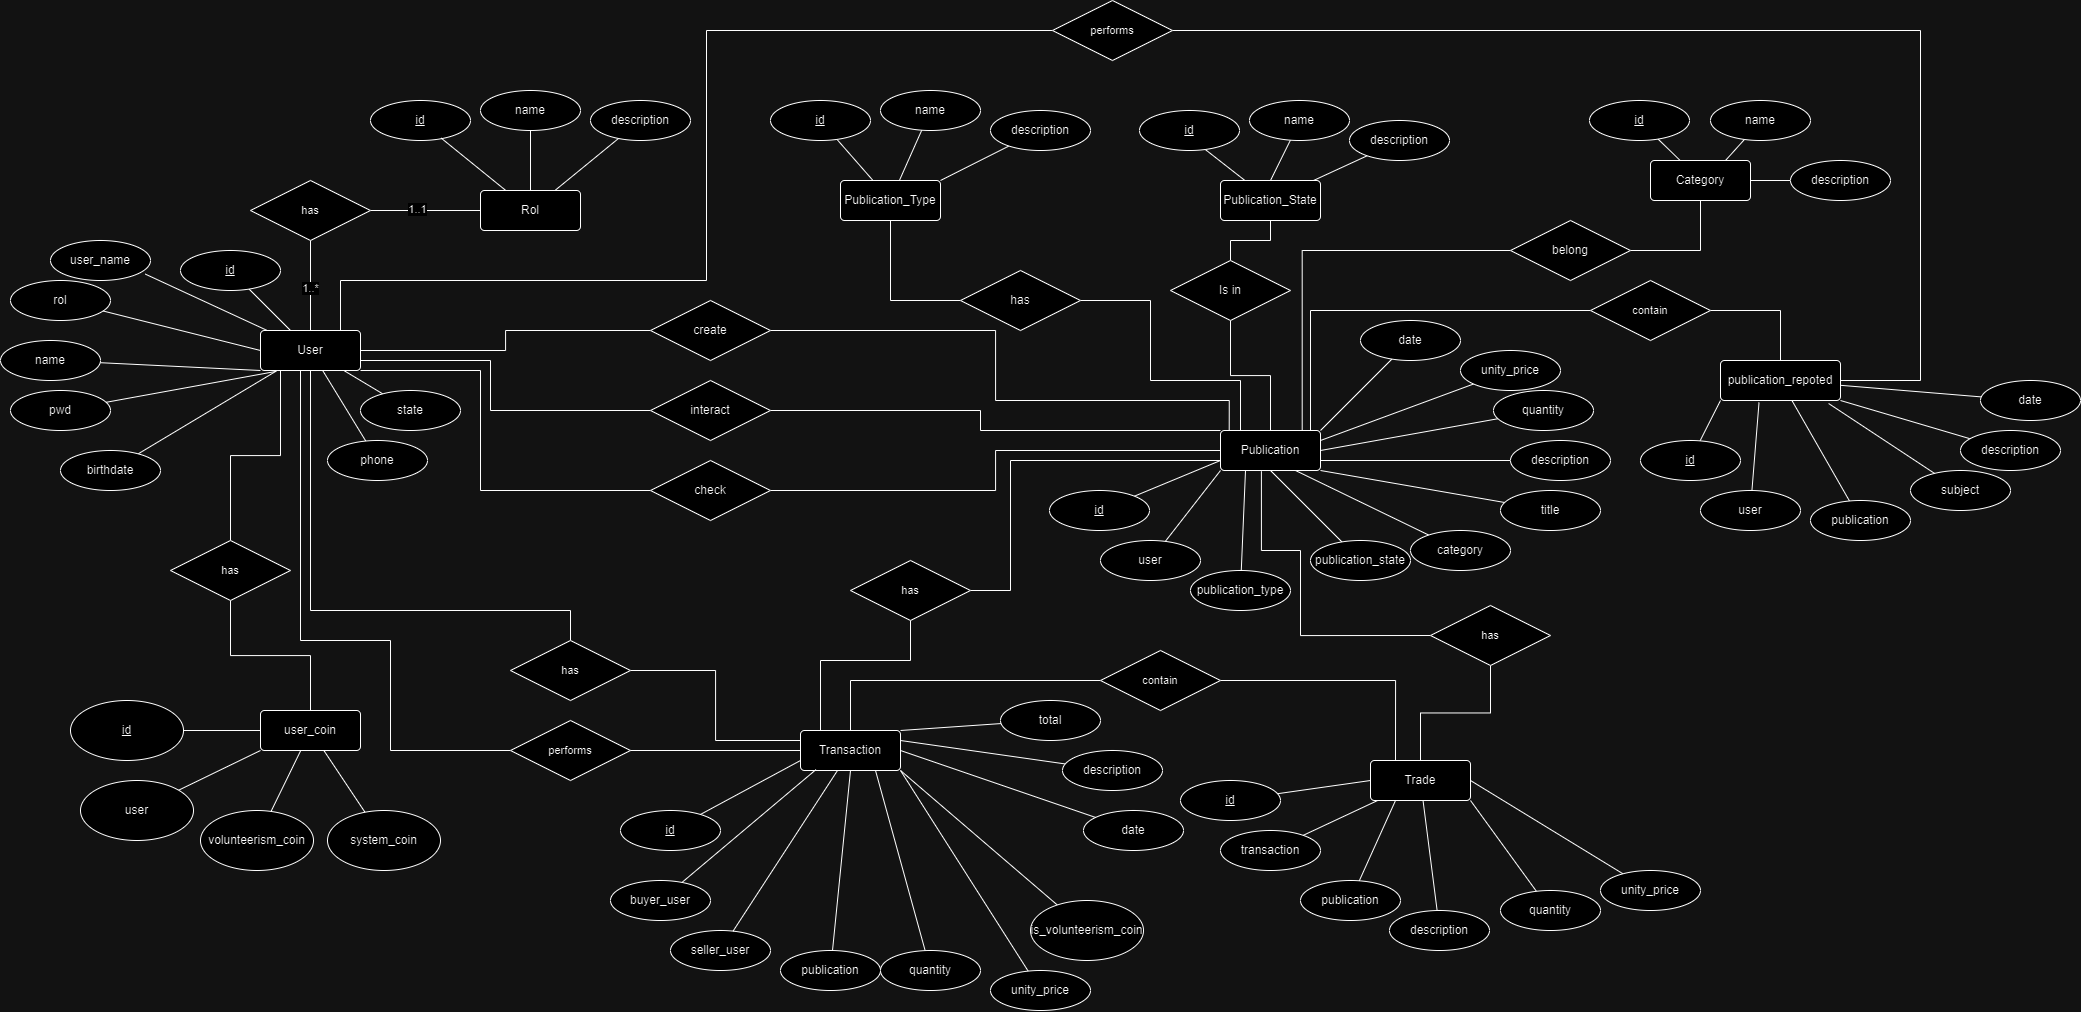 performs
id
name
description
Rol
has
1..1
1..*
id
name
description
Publication_Type
id
name
description
Publication_State
id
name
description
Category
belong
Is in
has
contain
user_name
id
rol
User
name
pwd
birthdate
state
phone
create
interact
check
date
unity_price
quantity
description
title
Publication
id
user
publication_type
publication_state
category
publication_repoted
date
description
subject
id
user
publication
has
has
has
has
contain
performs
id
user_coin
user
volunteerism_coin
system_coin
total
Transaction
description
date
id
buyer_user
seller_user
publication
quantity
unity_price
is_volunteerism_coin
Trade
id
transaction
publication
description
quantity
unity_price